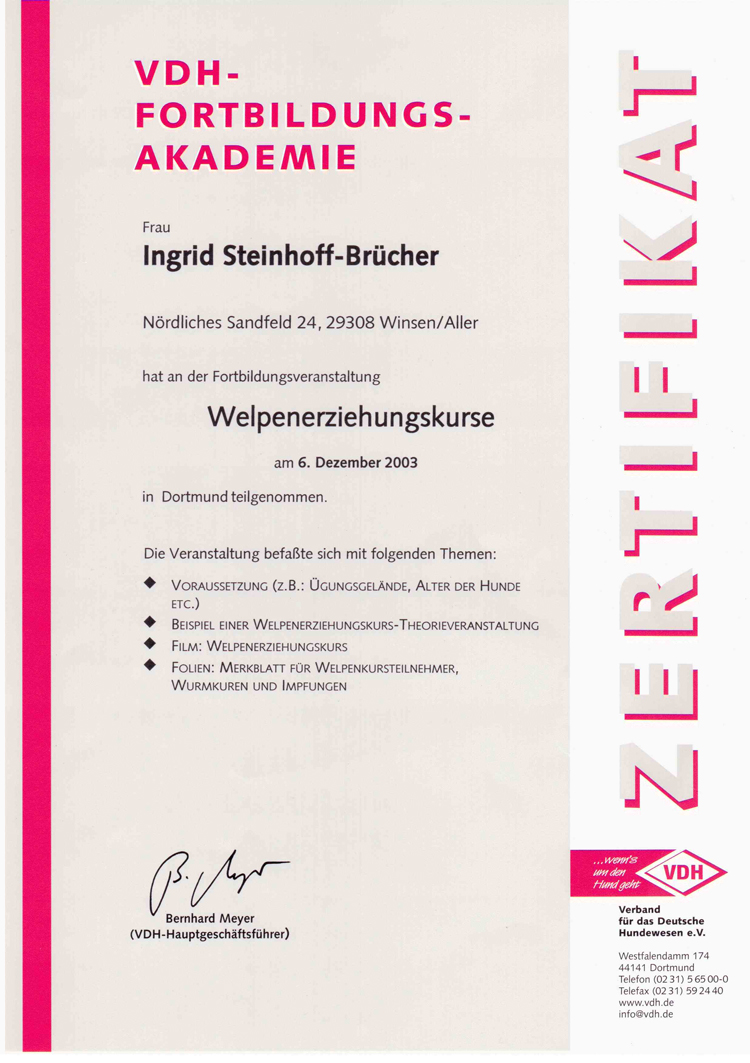 VDH-
FORTBILDUNGS-
AKADEMIE
Frau
Ingrid Steinhoff-Brücher
Nördliches Sandfeld 24, 29308 Winsen/Aller
hat an der Fortbildungsveranstaltung
Welpenerziehungskurse
am 6. Dezember 2003
in Dortmund teilgenommen.
Die Veranstaltung befaßte sich mit folgenden Themen:
◆ VORAUSSETZUNG (Z.B.: ÜGUNGSGELÄNDE, ALTER DER HUNDE
ETC.)
◆ BEISPIEL EINER WELPENERZIEHUNGSKURS-THEORIEVERANSTALTUNG
◆ FILM: WELPENERZIEHUNGSKURS
◆ FOLIEN: MERKBLATT FÜR WELPENKURSTEILNEHMER,
WURMKUREN UND IMPFUNGEN
B. Meyer
Bernhard Meyer
(VDH-Hauptgeschäftsführer)
ZERTIFIKAT
...wenn's
um den
Hund geht
VDH
Verband
für das Deutsche
Hundewesen e.V.
Westfalendamm 174
44141 Dortmund
Telefon (02 31) 5 65 00-0
Telefax (02 31) 59 24 40
www.vdh.de
info@vdh.de